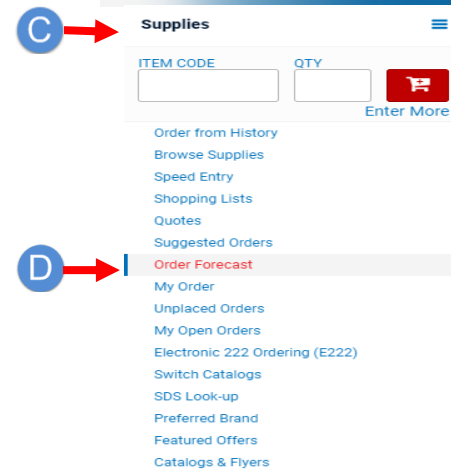 C
Supplies
ITEM CODE QTY
Enter More
Order from History
Browse Supplies
Speed Entry
Shopping Lists
Quotes
Suggested Orders
D
Order Forecast
My Order
Unplaced Orders
My Open Orders
Electronic 222 Ordering (E222)
Switch Catalogs
SDS Look-up
Preferred Brand
Featured Offers
Catalogs & Flyers